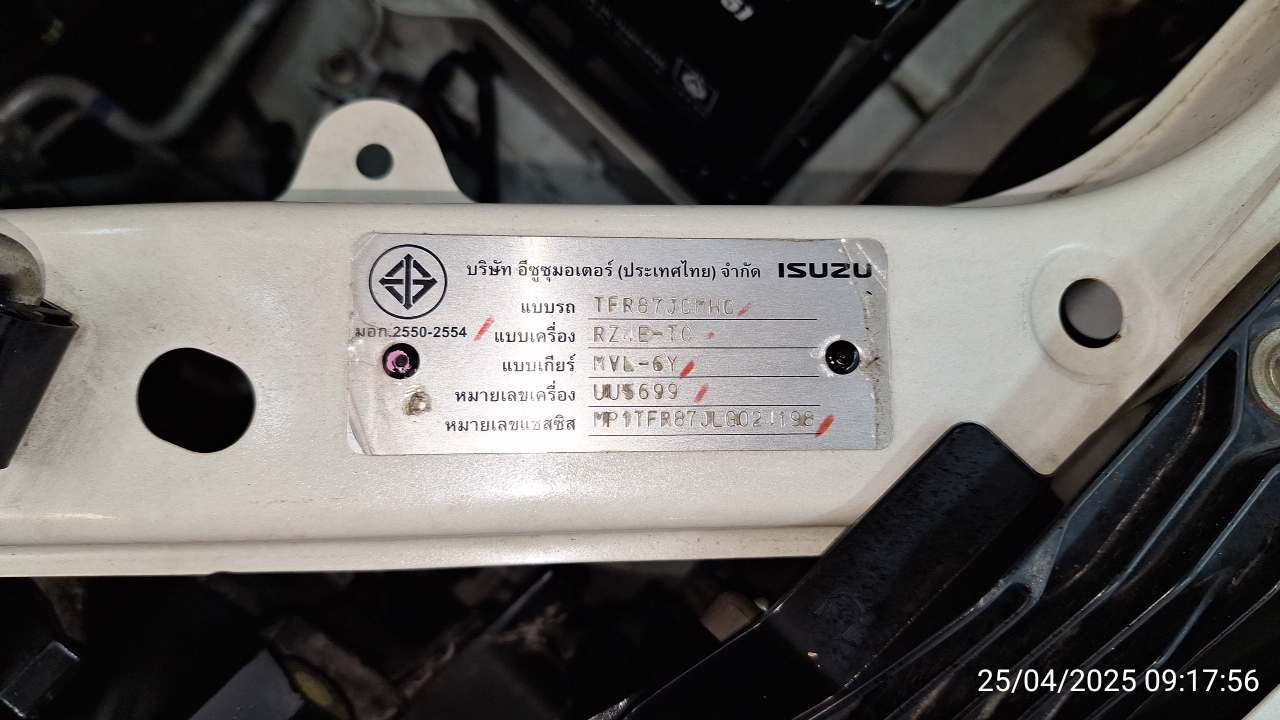 บริษัท อีซูซุมอเตอร์ (ประเทศไทย) จำกัด ISUZU
แบบรถ TFR87JCMHC
มอก.2550-2554
แบบเครื่อง RZ4E-TC
แบบเกียร์ MVL-6Y
หมายเลขเครื่อง UU5699
หมายเลขแชสซิส
25/04/2025 09:17:56